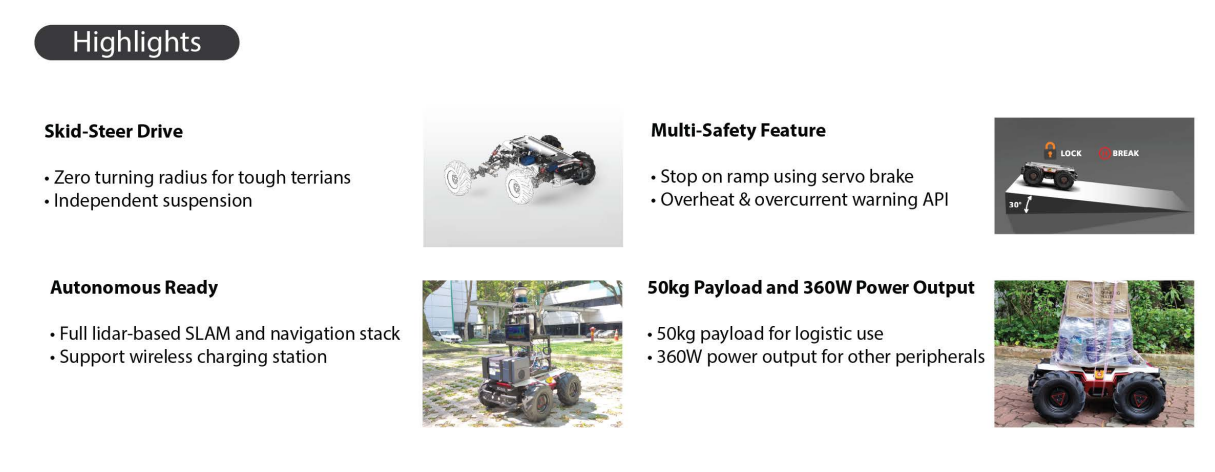 Highlights
Skid-Steer Drive
• Zero turning radius for tough terrians
• Independent suspension
Multi-Safety Feature
• Stop on ramp using servo brake
• Overheat & overcurrent warning API
LOCK
BREAK
30°
Autonomous Ready
• Full lidar-based SLAM and navigation stack
• Support wireless charging station
50kg Payload and 360W Power Output
• 50kg payload for logistic use
• 360W power output for other peripherals